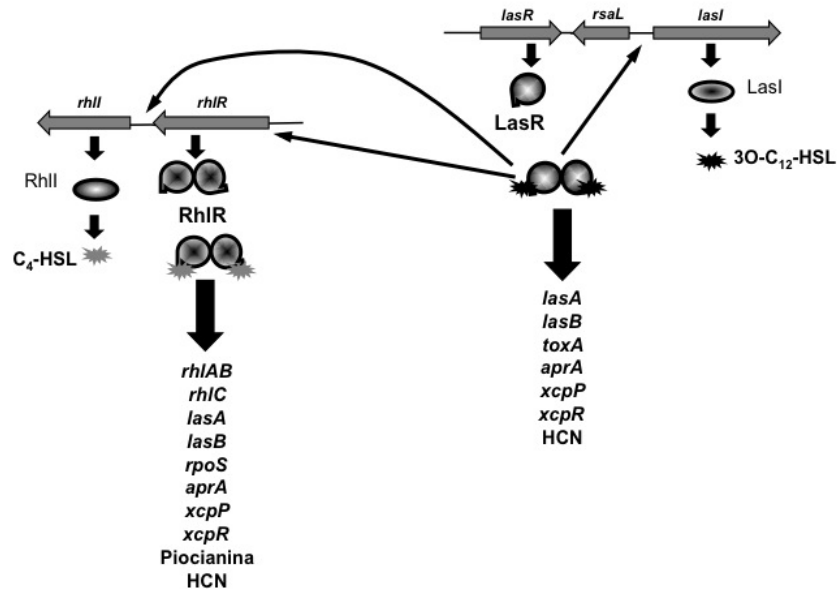 lasR
rsaL
lasI
LasI
LasR
3O-C12-HSL
rhlI
rhlR
RhlI
RhlR
C4-HSL
rhlAB
rhlC
lasA
lasB
rpoS
aprA
xcpP
xcpR
Piocianina
HCN
lasA
lasB
toxA
aprA
xcpP
xcpR
HCN